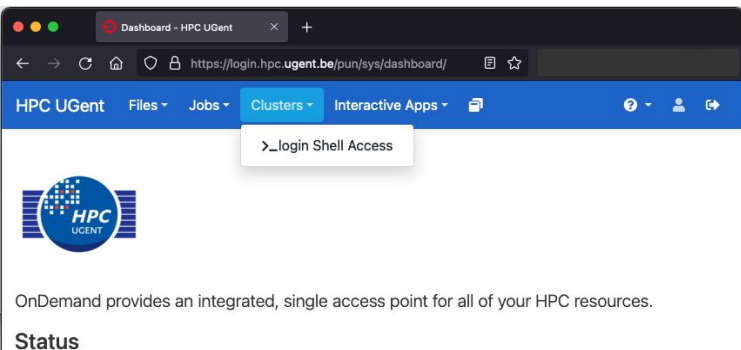 Dashboard - HPC UGent
https://login.hpc.ugent.be/pun/sys/dashboard/
HPC UGent Files Jobs Clusters Interactive Apps
>_login Shell Access
HPC
UGENT
OnDemand provides an integrated, single access point for all of your HPC resources.
Status